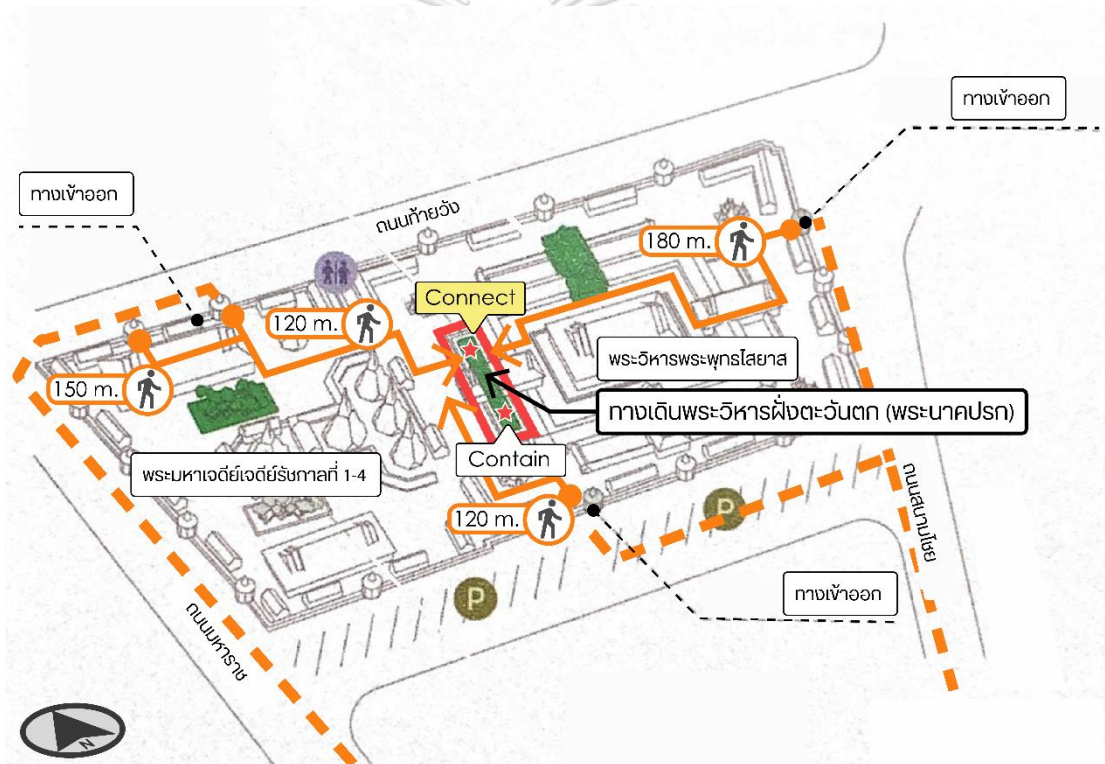 ทางเข้าออก
ทางเข้าออก
ถนนท้ายวัง
180 m.
Connect
120 m.
พระวิหารพระพุทธไสยาส
150 m.
ทางเดินพระวิหารฝั่งตะวันตก (พระนาคปรก)
Contain
พระมหาเจดีย์เจดีย์รัชกาลที่ 1-4
120 m.
P
ถนนสนามไชย
P
ทางเข้าออก
ถนนมหาราช
N